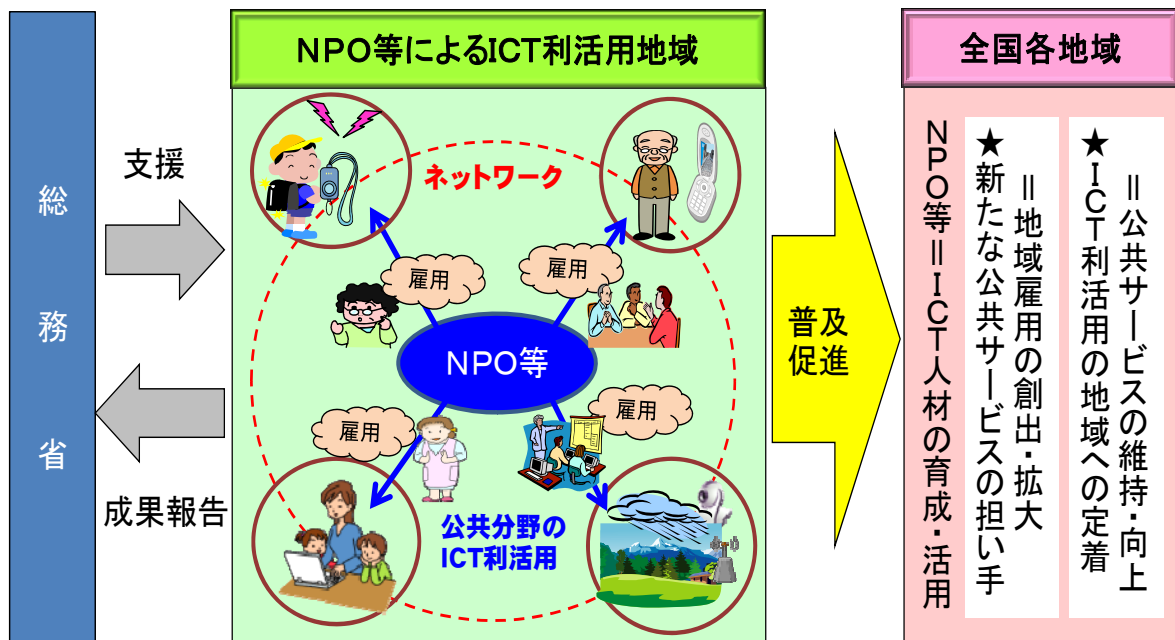 総務省
支援
成果報告
NPO等によるICT利活用地域
ネットワーク
雇用
雇用
NPO等
雇用
雇用
公共分野の
ICT利活用
普及
促進
全国各地域
★ICT利活用の地域への定着
＝公共サービスの維持・向上
★新たな公共サービスの担い手
＝地域雇用の創出・拡大
NPO等＝ICT人材の育成・活用